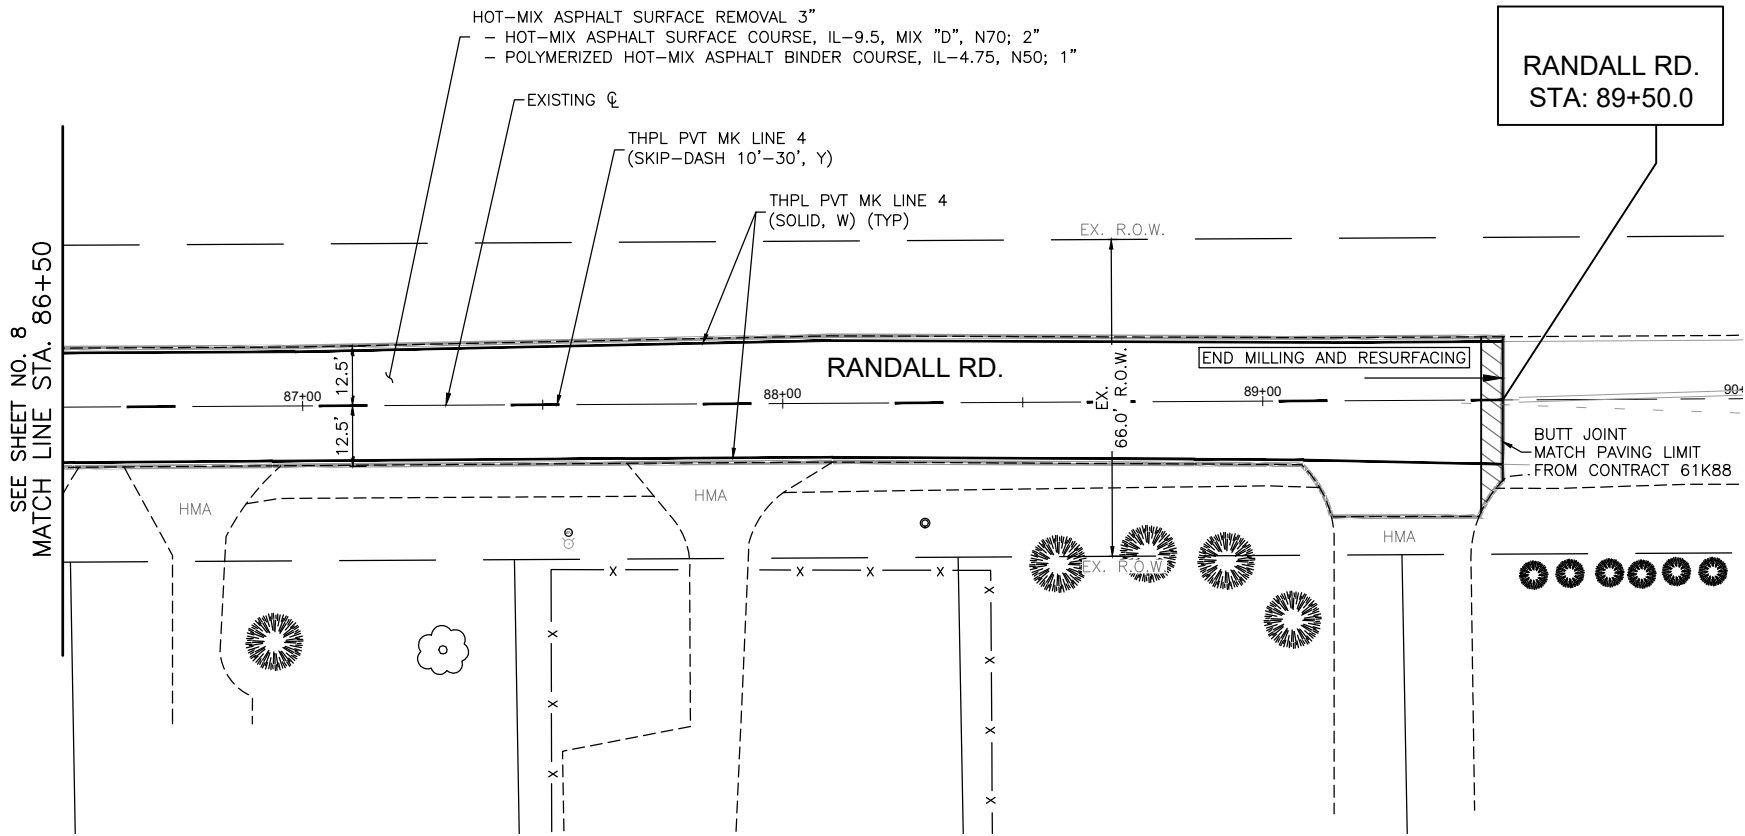 HOT-MIX ASPHALT SURFACE REMOVAL 3"
- HOT-MIX ASPHALT SURFACE COURSE, IL-9.5, MIX "D", N70; 2"
- POLYMERIZED HOT-MIX ASPHALT BINDER COURSE, IL-4.75, N50; 1"
RANDALL RD.
STA: 89+50.0
EXISTING ℄
THPL PVT MK LINE 4
(SKIP-DASH 10'-30', Y)
THPL PVT MK LINE 4
(SOLID, W) (TYP)
EX. R.O.W.
SEE SHEET NO. 8
MATCH LINE STA. 86+50
12.5'
12.5'
87+00
88+00
RANDALL RD.
EX.
66.0' R.O.W.
END MILLING AND RESURFACING
89+00
90+
BUTT JOINT
MATCH PAVING LIMIT
FROM CONTRACT 61K88
HMA
HMA
HMA
EX. R.O.W.
X
X
X
X
X
X
X
X
X
X
X